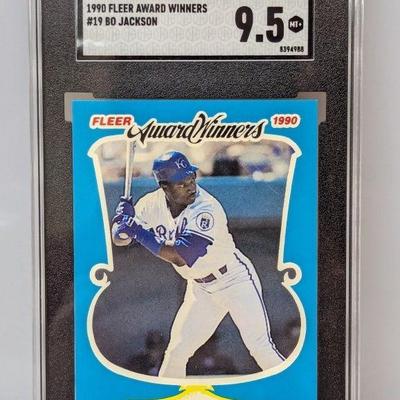 1990 FLEER AWARD WINNERS
#19 BO JACKSON
9.5
MT+
8394988
FLEER Award Winners 1990
KC
Royals